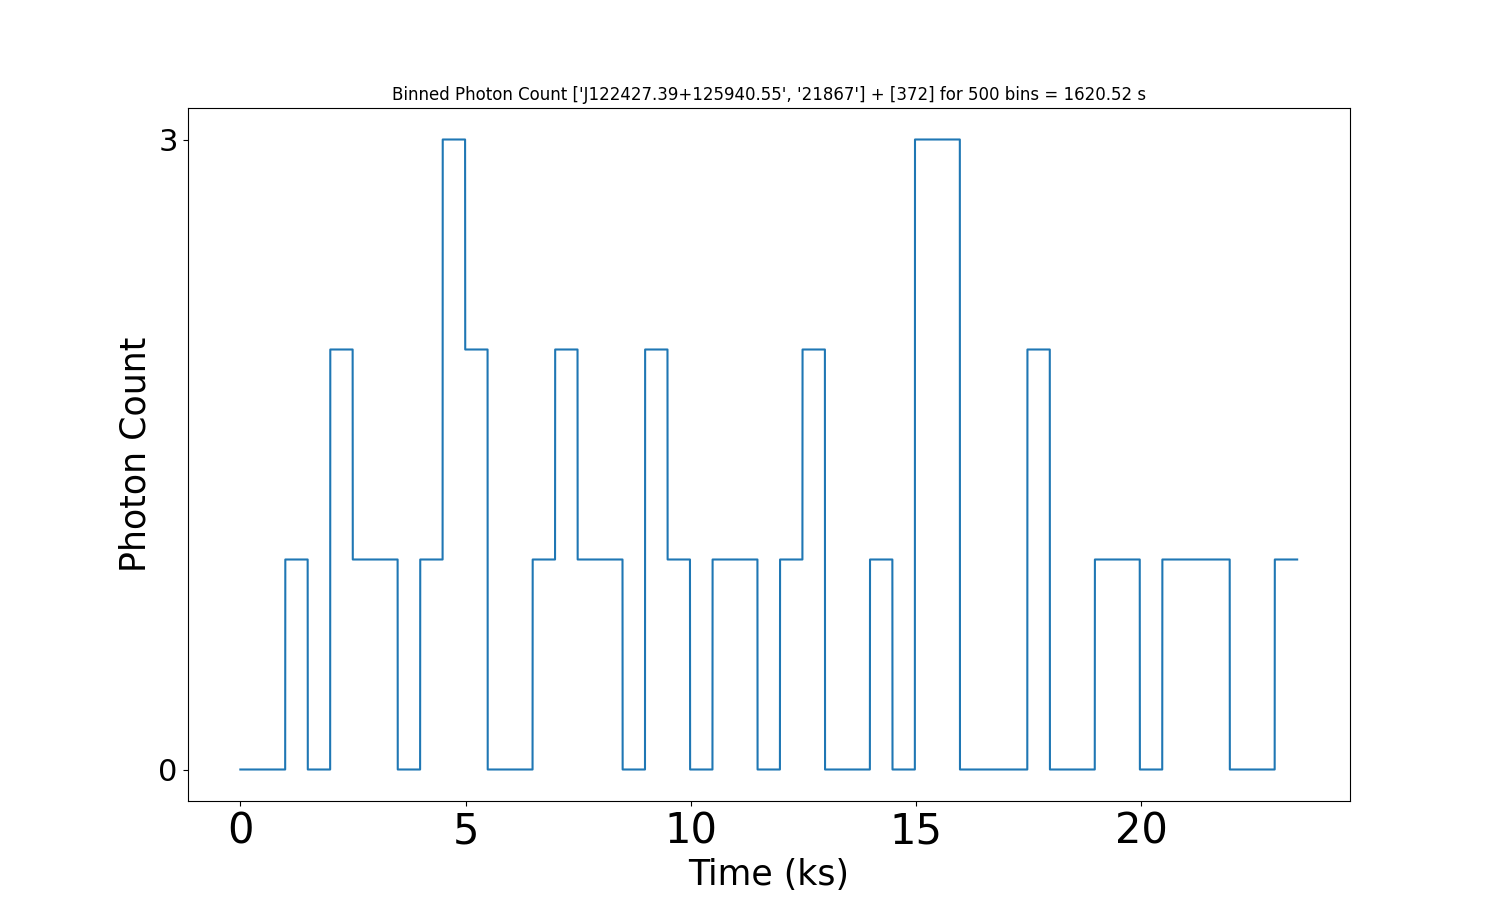 Binned Photon Count ['J122427.39+125940.55', '21867'] + [372] for 500 bins = 1620.52 s
3
Photon Count
0
0 5 10 15 20
Time (ks)